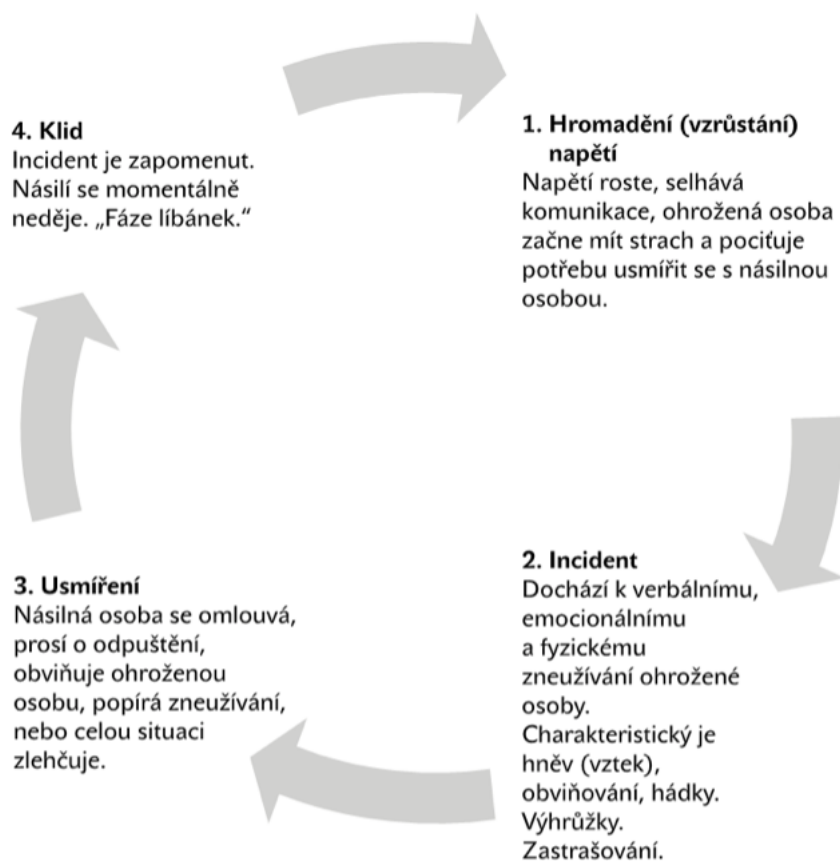 1. Hromadění (vzrůstání)
napětí
Napětí roste, selhává
komunikace, ohrožená osoba
začne mít strach a pociťuje
potřebu usmířit se s násilnou
osobou.
2. Incident
Dochází k verbálnímu,
emocionálnímu
a fyzickému
zneužívání ohrožené
osoby.
Charakteristický je
hněv (vztek),
obviňování, hádky.
Výhrůžky.
Zastrašování.
3. Usmíření
Násilná osoba se omlouvá,
prosí o odpuštění,
obviňuje ohroženou
osobu, popírá zneužívání,
nebo celou situaci
zlehčuje.
4. Klid
Incident je zapomenut.
Násilí se momentálně
neděje. „Fáze líbánek.“